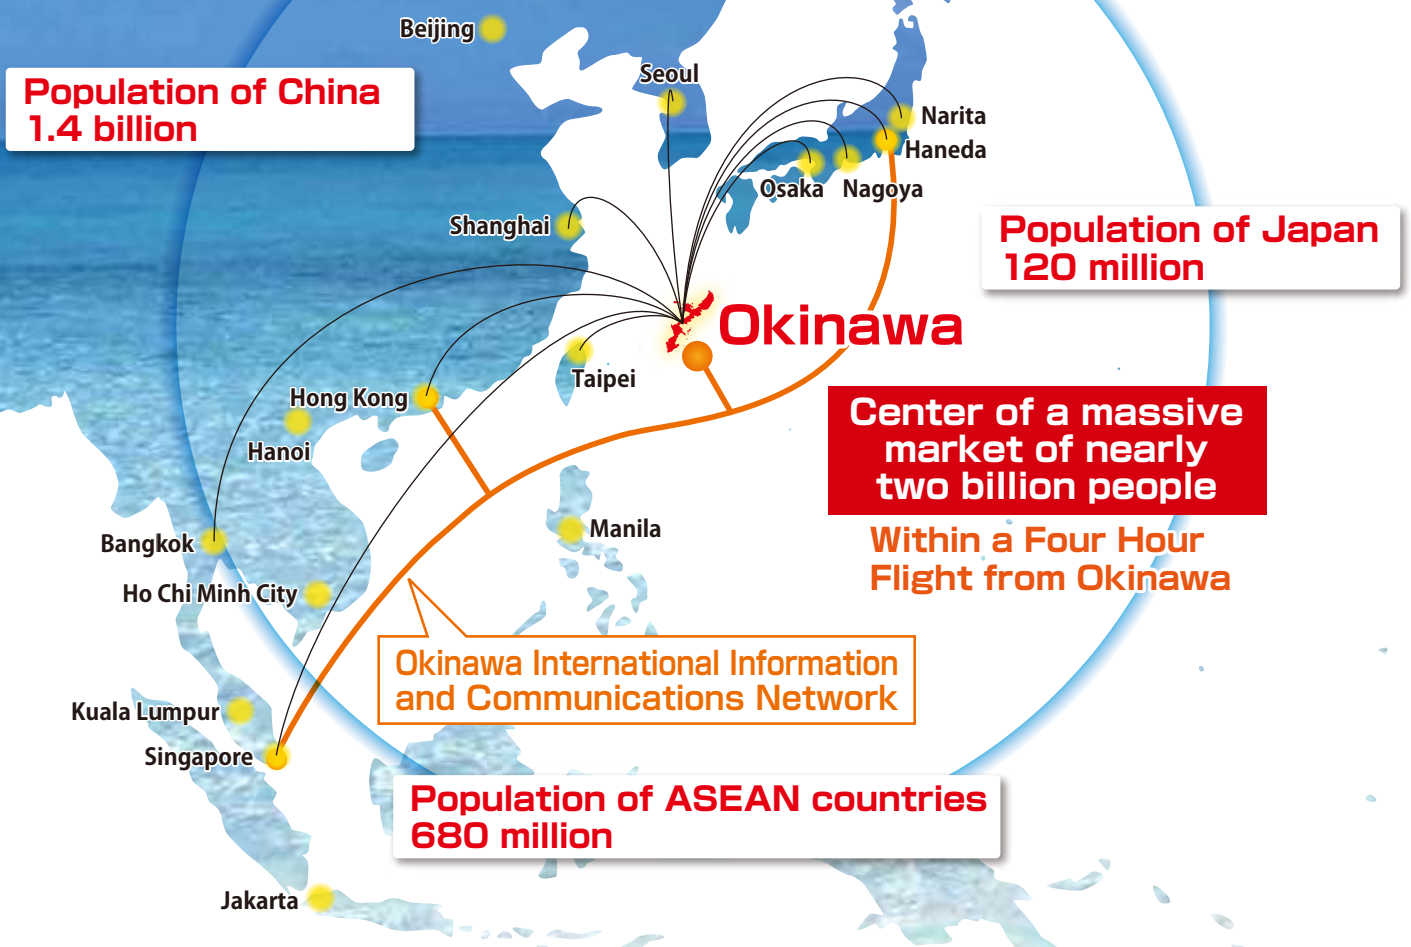 Beijing
Seoul
Population of China
1.4 billion
Narita
Haneda
Osaka
Nagoya
Shanghai
Population of Japan
120 million
Okinawa
Taipei
Hong Kong
Hanoi
Center of a massive
market of nearly
two billion people
Within a Four Hour
Flight from Okinawa
Manila
Bangkok
Ho Chi Minh City
Okinawa International Information
and Communications Network
Kuala Lumpur
Singapore
Population of ASEAN countries
680 million
Jakarta